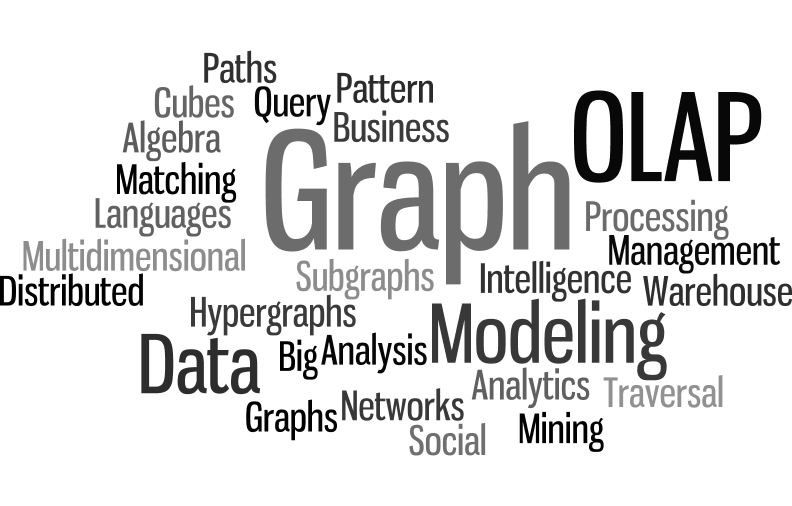 Paths
Cubes Query Pattern
Algebra Business
OLAP
Graph
Matching
Languages Processing
Multidimensional Management
Distributed Subgraphs Intelligence Warehouse
Hypergraphs
Data Big Analysis Modeling
Analytics Traversal
Graphs Networks
Social Mining